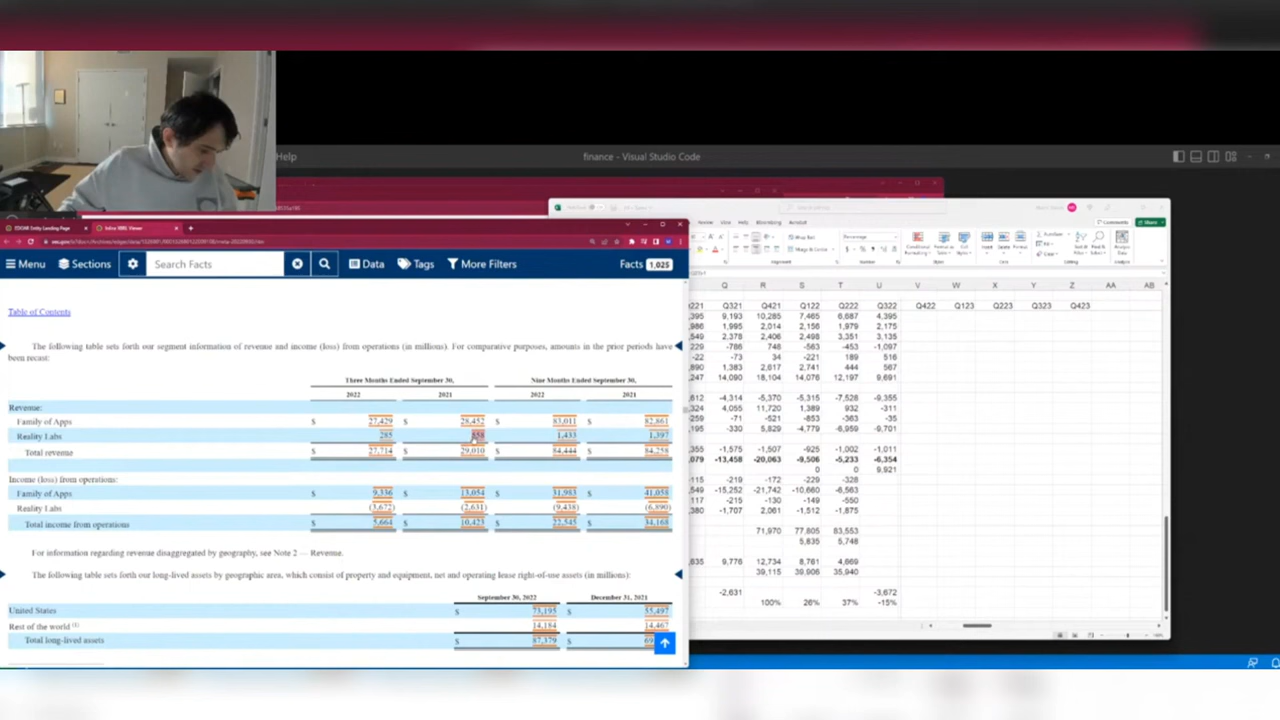 Help
finance - Visual Studio Code
EDGAR Entity Landing Page
Inline XBRL Viewer
Menu
Sections
Search Facts
Data
Tags
More Filters
Facts 1,025
Table of Contents
The following table sets forth our segment information of revenue and income (loss) from operations (in millions). For comparative purposes, amounts in the prior periods have
been recast:
Three Months Ended September 30, Nine Months Ended September 30,
2022 2021 2022 2021
Revenue:
Family of Apps $ 27,429 $ 28,452 $ 83,011 $ 82,861
Reality Labs 285 558 1,433 1,397
Total revenue $ 27,714 $ 29,010 $ 84,444 $ 84,258
Income (loss) from operations:
Family of Apps $ 9,336 $ 13,054 $ 31,983 $ 41,058
Reality Labs (3,672) (2,631) (9,438) (6,890)
Total income from operations $ 5,664 $ 10,423 $ 22,545 $ 34,168
For information regarding revenue disaggregated by geography, see Note 2 — Revenue.
The following table sets forth our long-lived assets by geographic area, which consist of property and equipment, net and operating lease right-of-use assets (in millions):
September 30, 2022 December 31, 2021
United States $ 73,195 $ 55,497
Rest of the world (1) 14,184 14,467
Total long-lived assets $ 87,379 $
Comments
Share
Q R S T U V W X Y Z AA AB
Q321 Q421 Q122 Q222 Q322 Q422 Q123 Q223 Q323 Q423
9,193 10,285 7,465 6,687 4,395
1,995 2,014 2,156 1,979 2,175
2,378 2,406 2,498 3,351 3,135
-786 748 -563 -453 -1,097
-73 34 -221 189 516
1,383 2,617 2,741 444 567
14,090 18,104 14,076 12,197 9,691
-4,314 -5,370 -5,315 -7,528 -9,355
4,055 11,720 1,389 932 -311
-71 -521 -853 -363 -35
-330 5,829 -4,779 -6,959 -9,701
-1,575 -1,507 -925 -1,002 -1,011
-13,458 -20,063 -9,506 -5,233 -6,354
0 0 9,921
-219 -172 -229 -328
-15,252 -21,742 -10,660 -6,563
-215 -130 -149 -550
-1,707 2,061 -1,512 -1,875
71,970 77,805 83,553
5,835 5,748
9,776 12,734 8,761 4,669
39,115 39,906 35,940
-2,631 -3,672
100% 26% 37% -15%